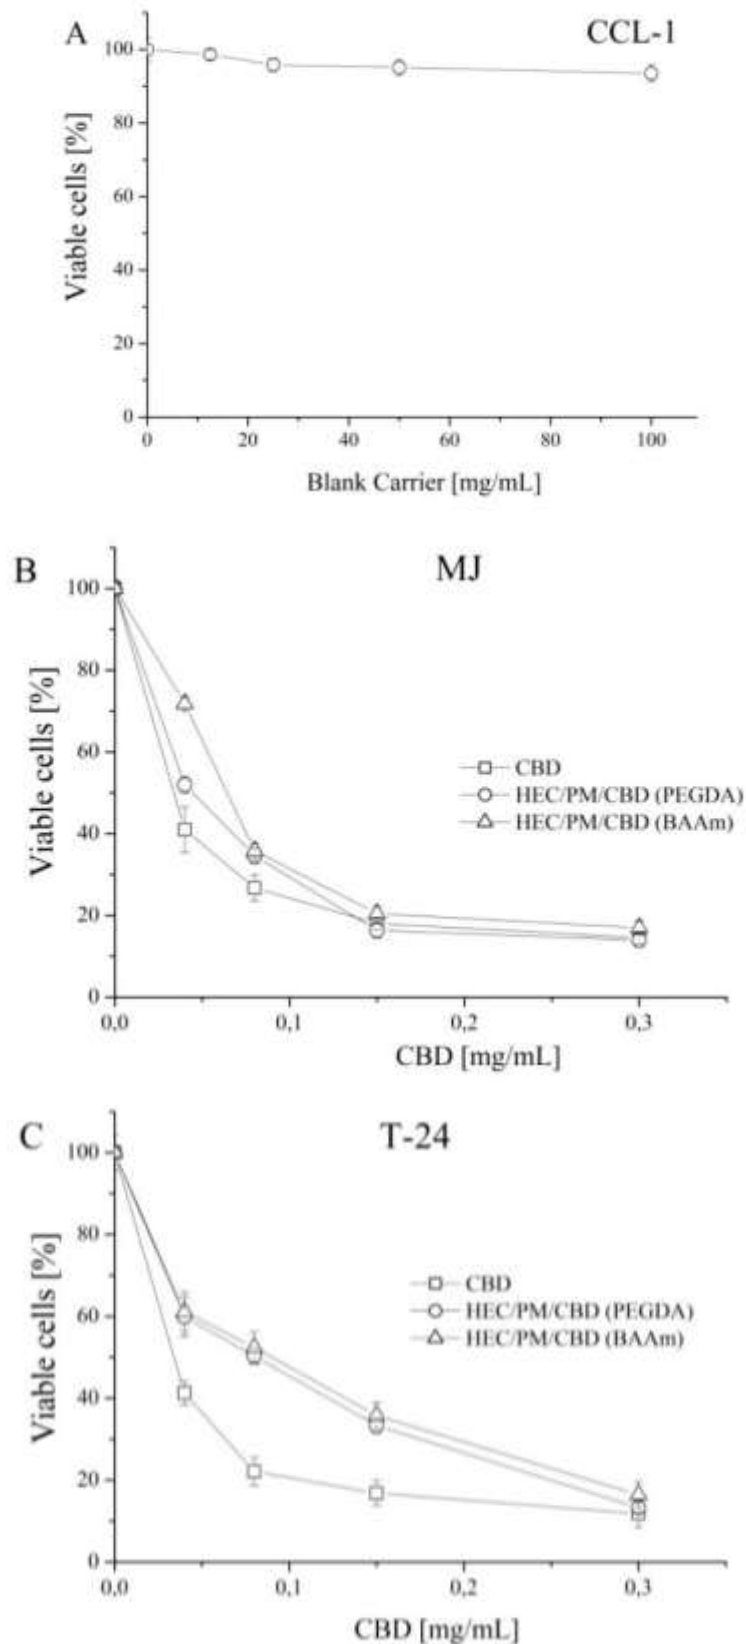 A
CCL-1
Viable cells [%]
100
80
60
40
20
0
0 20 40 60 80 100
Blank Carrier [mg/mL]
B
MJ
Viable cells [%]
100
80
60
40
20
0
CBD
HEC/PM/CBD (PEGDA)
HEC/PM/CBD (BAAm)
0,0 0,1 0,2 0,3
CBD [mg/mL]
C
T-24
Viable cells [%]
100
80
60
40
20
0
CBD
HEC/PM/CBD (PEGDA)
HEC/PM/CBD (BAAm)
0,0 0,1 0,2 0,3
CBD [mg/mL]